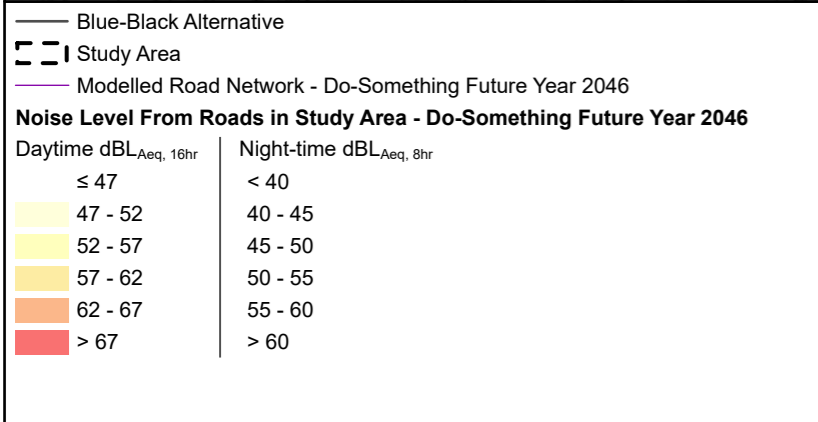 Blue-Black Alternative
Study Area
Modelled Road Network - Do-Something Future Year 2046
Noise Level From Roads in Study Area - Do-Something Future Year 2046
Daytime dBLAeq, 16hr Night-time dBLAeq, 8hr
≤ 47 < 40
47 - 52 40 - 45
52 - 57 45 - 50
57 - 62 50 - 55
62 - 67 55 - 60
> 67 > 60